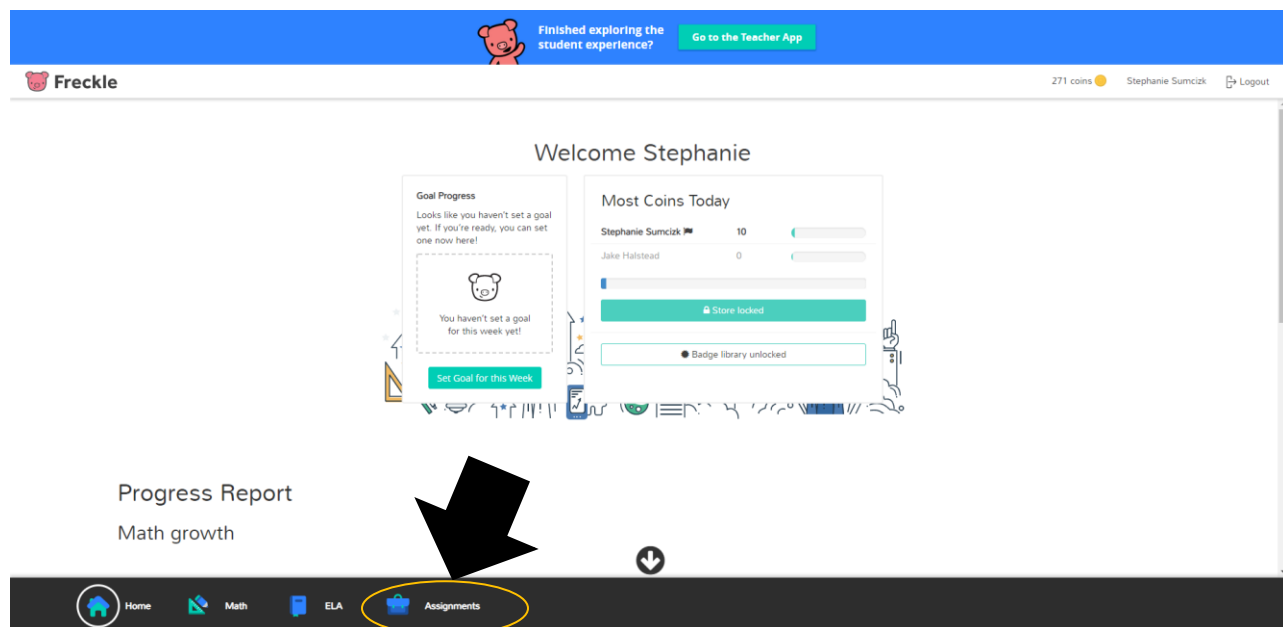 Finished exploring the
student experience?
Go to the Teacher App
Freckle
271 coins
Stephanie Sumcizk
Logout
Welcome Stephanie
Goal Progress
Looks like you haven't set a goal
yet. If you're ready, you can set
one now here!
You haven't set a goal
for this week yet!
Set Goal for this Week
Most Coins Today
Stephanie Sumcizk 10
Jake Halstead 0
Store locked
Badge library unlocked
Progress Report
Math growth
Home
Math
ELA
Assignments